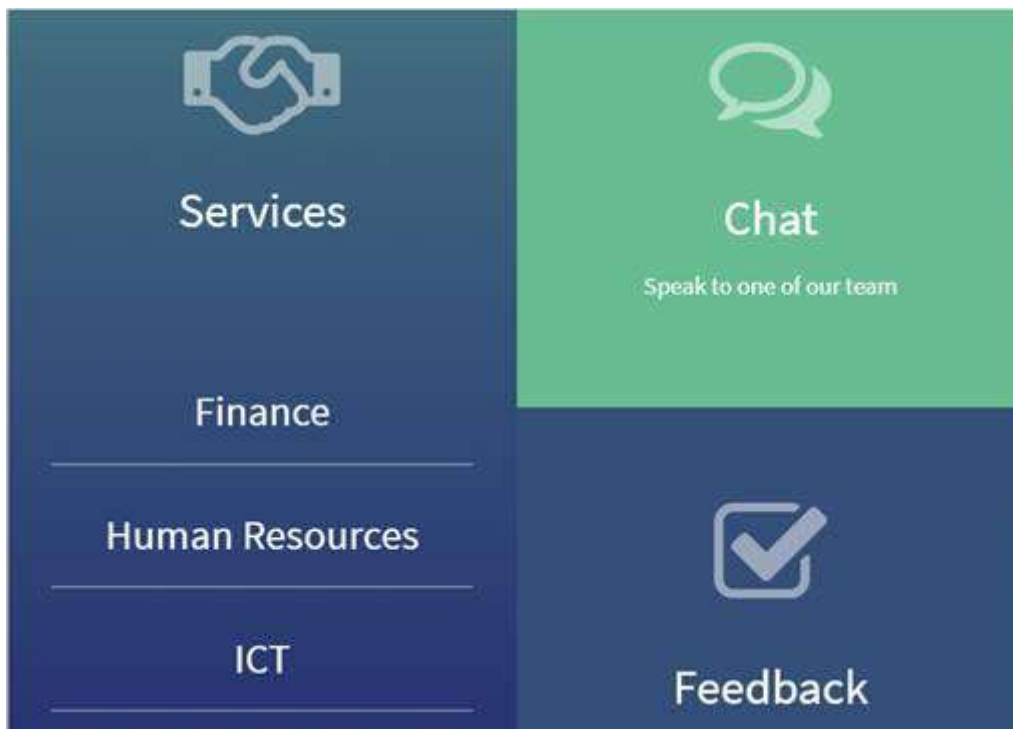 Services
Finance
Human Resources
ICT
Chat
Speak to one of our team
Feedback